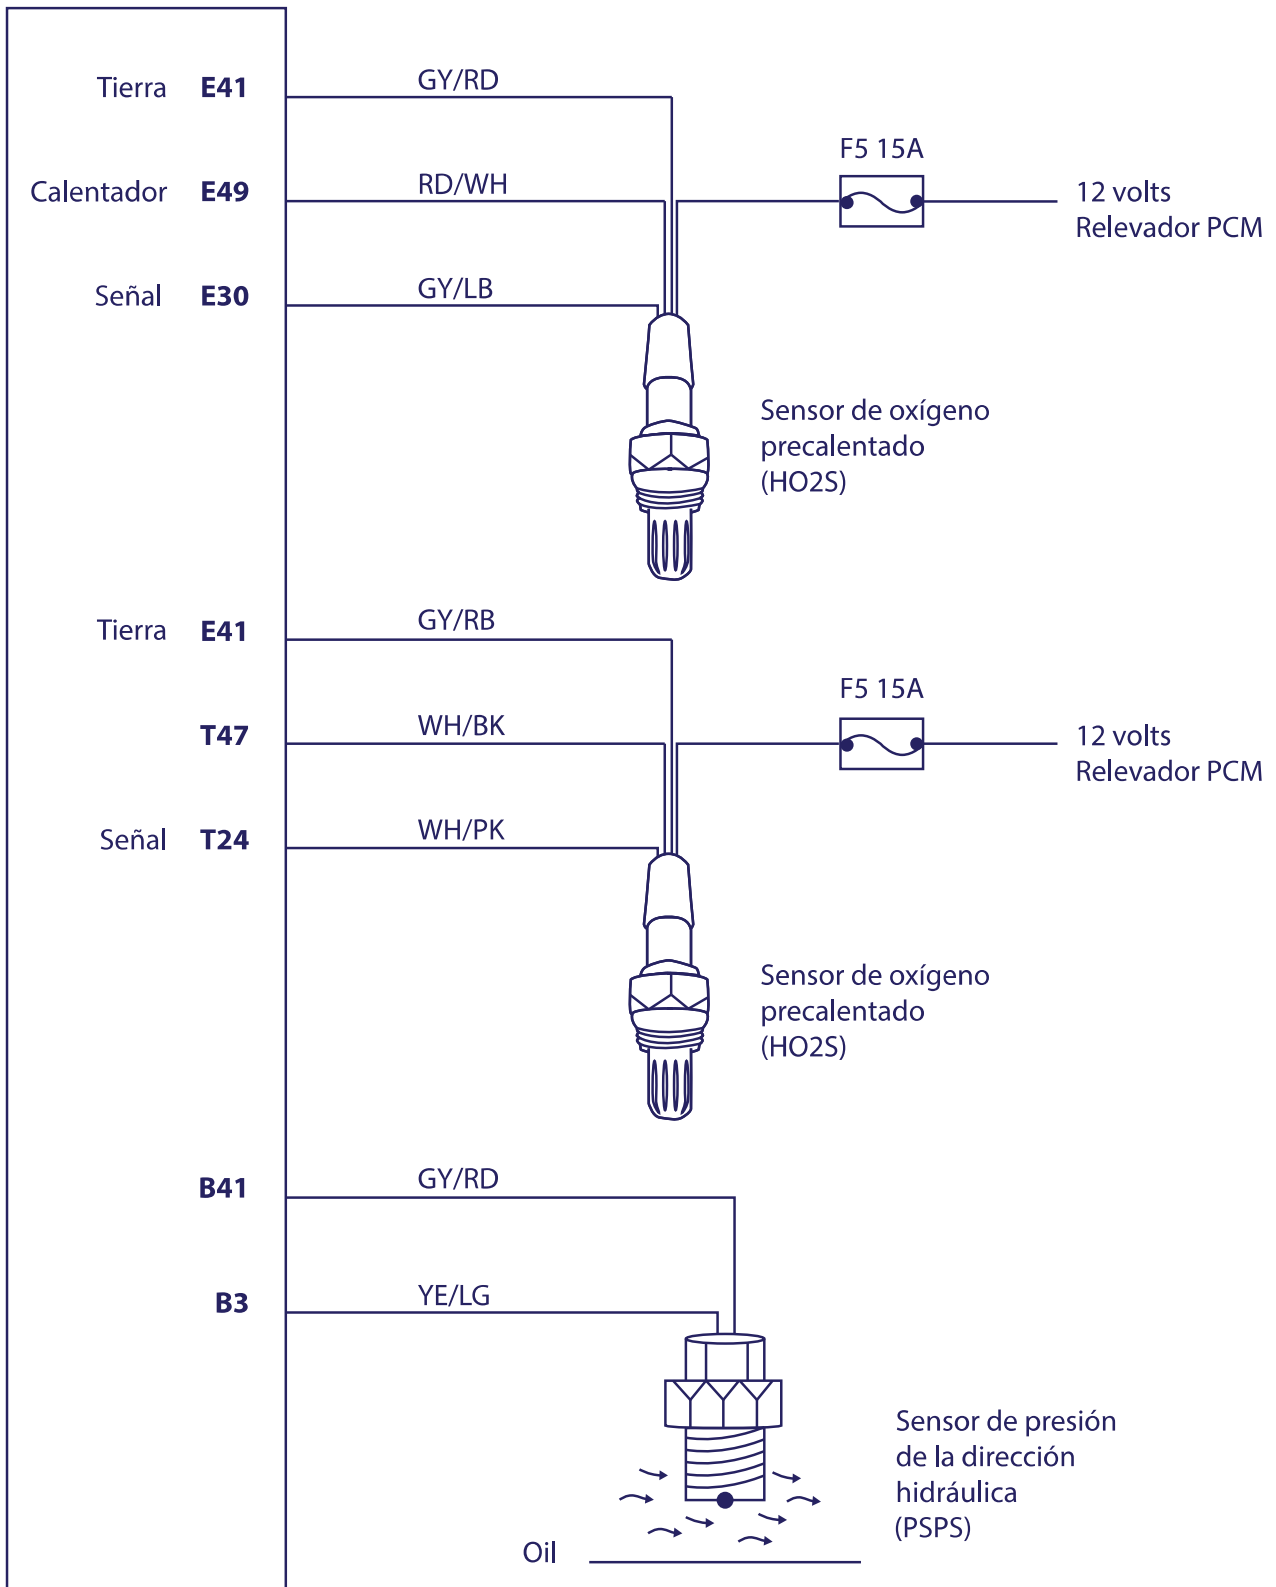 Tierra E41 GY/RD
F5 15A
Calentador E49 RD/WH
12 volts
Relevador PCM
Señal E30 GY/LB
Sensor de oxígeno
precalentado
(HO2S)
Tierra E41 GY/RB
F5 15A
T47 WH/BK
12 volts
Relevador PCM
Señal T24 WH/PK
Sensor de oxígeno
precalentado
(HO2S)
B41 GY/RD
B3 YE/LG
Sensor de presión
de la dirección
hidráulica
(PSPS)
Oil